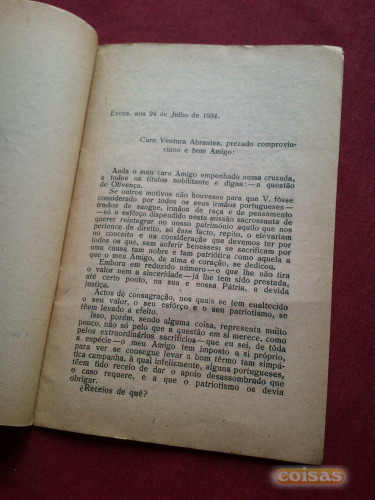 Evora, aos 24 de Julho de 1934.
Caro Ventura Abrantes, prezado comprovin-
ciano e bom Amigo:
Anda o meu caro Amigo empenhado numa cruzada,
a todos os títulos nobilitante e digna:—a questão
de Olivença.
Se outros motivos não houvesse para que V. fôsse
considerado por todos os seus irmãos portugueses—
irmãos de sangue, irmãos de raça e de pensamento
—só o esfôrço dispendido nesta missão sacrosanta de
querer reintegrar no nosso património aquilo que nos
pertence de direito, só êsse facto, repito, o elevariam
no conceito e na consideração que devemos ter por
todos os que, sem auferir benesses, se sacrificam por
uma causa tam nobre e tam patriótica como aquela a
que o meu Amigo, de alma e coração, se dedicou.
Embora em reduzido número—o que lhe não tira
o valor nem a sinceridade—já lhe tem sido prestada,
até certo ponto, na sua e nossa Pátria, a devida
justiça.
Actos de consagração, nos quais se tem enaltecido
o seu valor, o seu esfôrço e o seu patriotismo, se
têem levado a efeito.
Isso, porém, sendo alguma coisa, representa muito
pouco, não só pelo que a questão em si merece, como
pelos extraordinários sacrifícios—que eu sei, de tôda
a espécie—o meu Amigo tem imposto a si próprio,
para ver se consegue levar a bom têrmo tam simpá-
tica campanha, à qual infelizmente, alguns portugueses,
têm tido receio de dar o apoio desassombrado que
o caso requere, e a que o patriotismo os devia
obrigar.
¿Receios de quê?
coisas